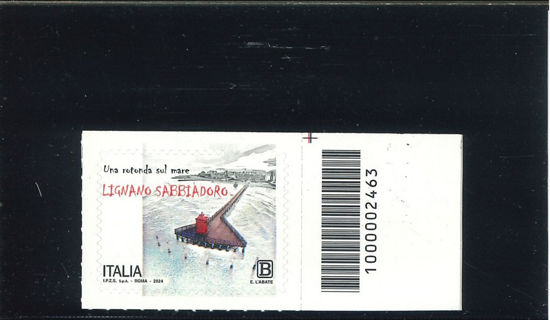 Una rotonda sul mare
LIGNANO SABBIADORO
ITALIA
I.P.Z.S. S.p.A. - ROMA - 2024
B
E. L'ABATE
1000002463